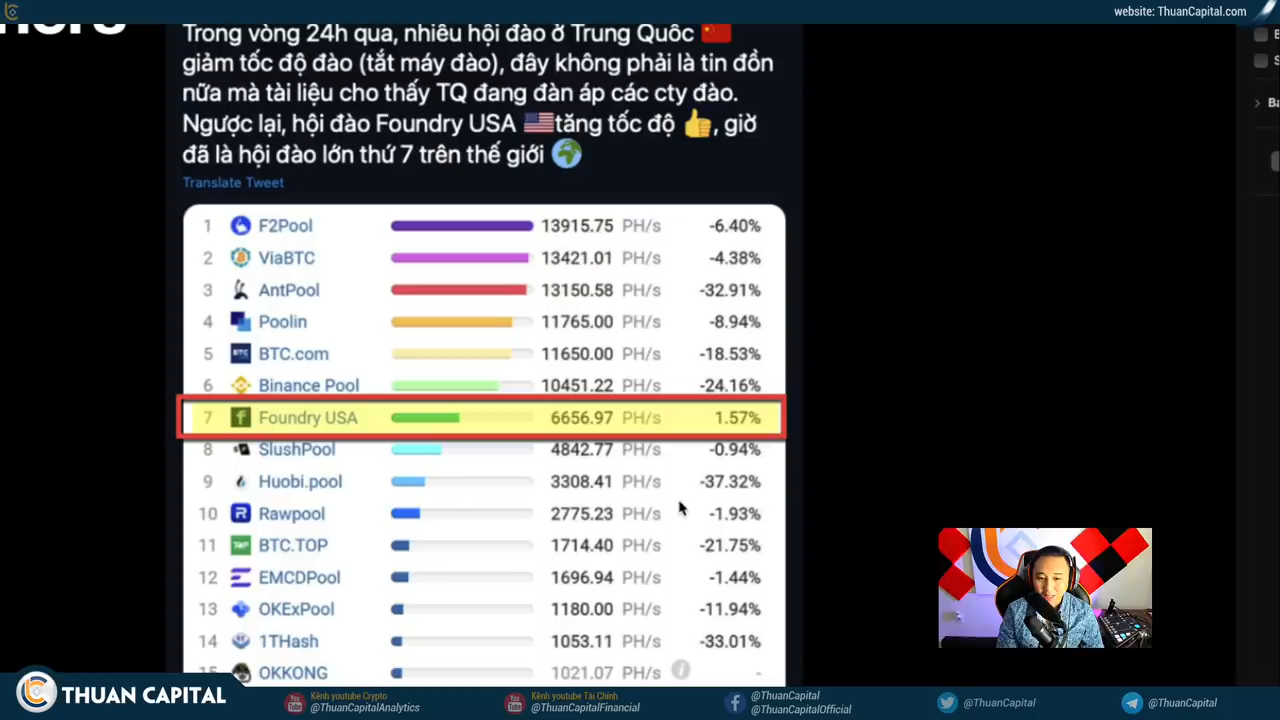 website: ThuanCapital.com
Trong vòng 24h qua, nhiều hội đào ở Trung Quốc
giảm tốc độ đào (tắt máy đào), đây không phải là tin đồn
nữa mà tài liệu cho thấy TQ đang đàn áp các cty đào.
Ngược lại, hội đào Foundry USA tăng tốc độ , giờ
đã là hội đào lớn thứ 7 trên thế giới
Translate Tweet
1 F2Pool 13915.75 PH/s -6.40%
2 ViaBTC 13421.01 PH/s -4.38%
3 AntPool 13150.58 PH/s -32.91%
4 Poolin 11765.00 PH/s -8.94%
5 BTC.com 11650.00 PH/s -18.53%
6 Binance Pool 10451.22 PH/s -24.16%
7 Foundry USA 6656.97 PH/s 1.57%
8 SlushPool 4842.77 PH/s -0.94%
9 Huobi.pool 3308.41 PH/s -37.32%
10 Rawpool 2775.23 PH/s -1.93%
11 BTC.TOP 1714.40 PH/s -21.75%
12 EMCDPool 1696.94 PH/s -1.44%
13 OKExPool 1180.00 PH/s -11.94%
14 1THash 1053.11 PH/s -33.01%
15 OKKONG 1021.07 PH/s -
THUAN CAPITAL
Kênh youtube Crypto
@ThuanCapitalAnalytics
Kênh youtube Tài Chính
@ThuanCapitalFinancial
@ThuanCapital
@ThuanCapitalOfficial
@ThuanCapital
@ThuanCapital